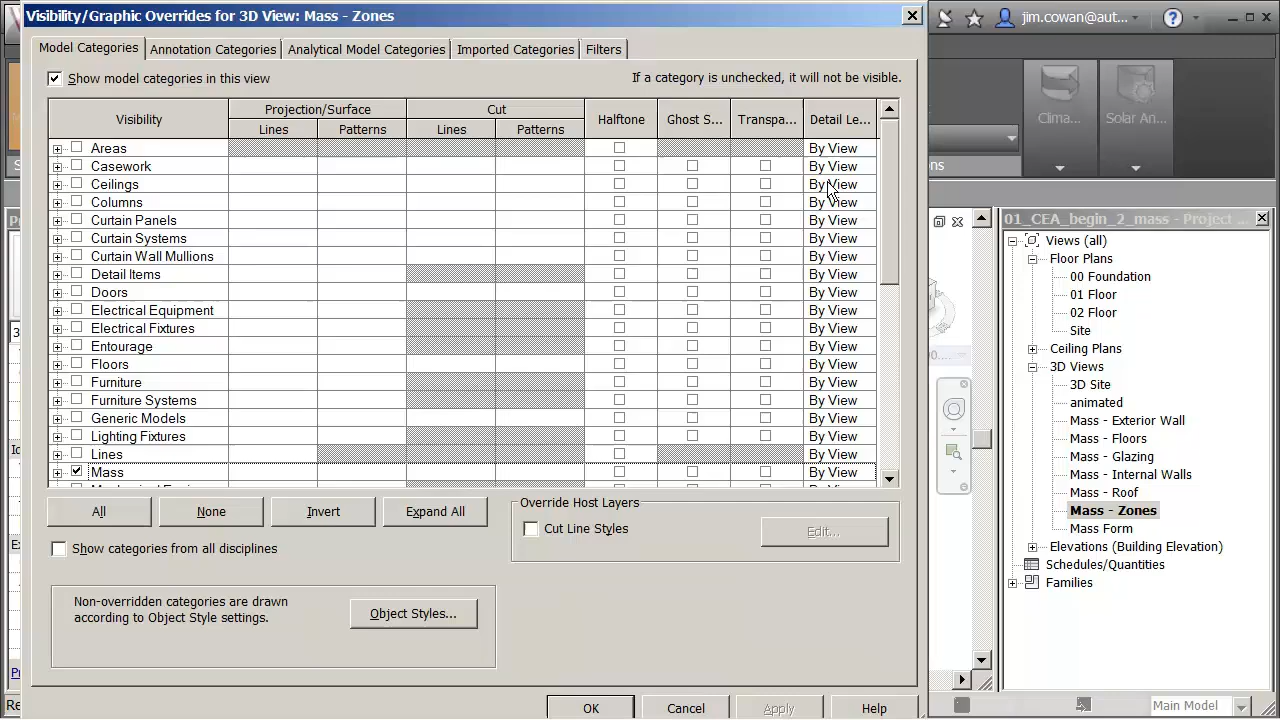 Visibility/Graphic Overrides for 3D View: Mass - Zones
jim.cowan@aut...
Model Categories Annotation Categories Analytical Model Categories Imported Categories Filters
Show model categories in this view If a category is unchecked, it will not be visible.
Visibility Projection/Surface Cut Halftone Ghost S... Transpa... Detail Le...
Lines Patterns Lines Patterns
Areas By View
Casework By View
Ceilings By View
Columns By View
Curtain Panels By View
Curtain Systems By View
Curtain Wall Mullions By View
Detail Items By View
Doors By View
Electrical Equipment By View
Electrical Fixtures By View
Entourage By View
Floors By View
Furniture By View
Furniture Systems By View
Generic Models By View
Lighting Fixtures By View
Lines By View
Mass By View
All None Invert Expand All
Show categories from all disciplines
Override Host Layers
Cut Line Styles Edit...
Non-overridden categories are drawn
according to Object Style settings.
Object Styles...
OK Cancel Apply Help
Clima... Solar An...
01_CEA_begin_2_mass - Project ...
Views (all)
Floor Plans
00 Foundation
01 Floor
02 Floor
Site
Ceiling Plans
3D Views
3D Site
animated
Mass - Exterior Wall
Mass - Floors
Mass - Glazing
Mass - Internal Walls
Mass - Roof
Mass - Zones
Mass Form
Elevations (Building Elevation)
Schedules/Quantities
Families
Main Model